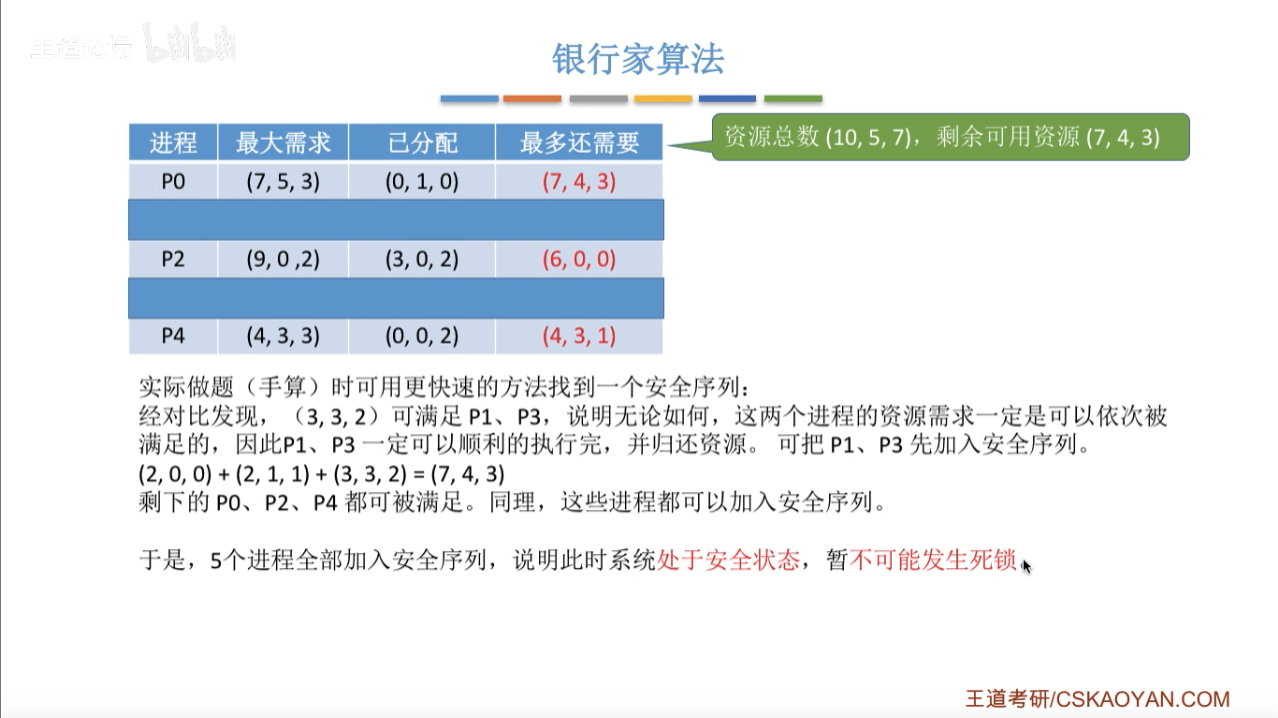 王道论坛 bilibili
银行家算法
资源总数 (10, 5, 7)，剩余可用资源 (7, 4, 3)
进程 最大需求 已分配 最多还需要
P0 (7, 5, 3) (0, 1, 0) (7, 4, 3)
P2 (9, 0 ,2) (3, 0, 2) (6, 0, 0)
P4 (4, 3, 3) (0, 0, 2) (4, 3, 1)
实际做题（手算）时可用更快速的方法找到一个安全序列：
经对比发现，（3, 3, 2）可满足 P1、P3，说明无论如何，这两个进程的资源需求一定是可以依次被
满足的，因此P1、P3 一定可以顺利的执行完，并归还资源。 可把 P1、P3 先加入安全序列。
(2, 0, 0) + (2, 1, 1) + (3, 3, 2) = (7, 4, 3)
剩下的 P0、P2、P4 都可被满足。同理，这些进程都可以加入安全序列。
于是，5个进程全部加入安全序列，说明此时系统处于安全状态，暂不可能发生死锁。
王道考研/CSKAOYAN.COM